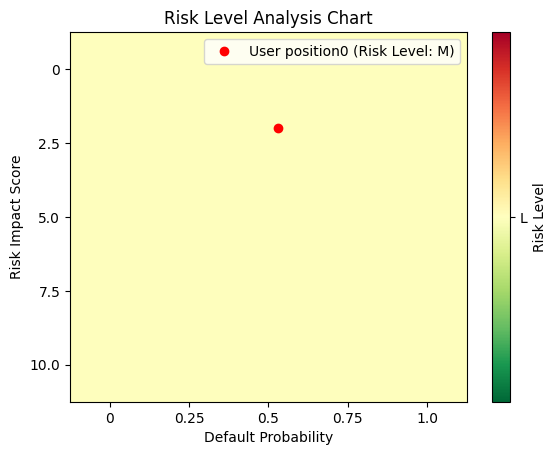 Risk Level Analysis Chart
User position0 (Risk Level: M)
0
2.5
5.0
7.5
10.0
Risk Impact Score
0
0.25
0.5
0.75
1.0
Default Probability
L
Risk Level